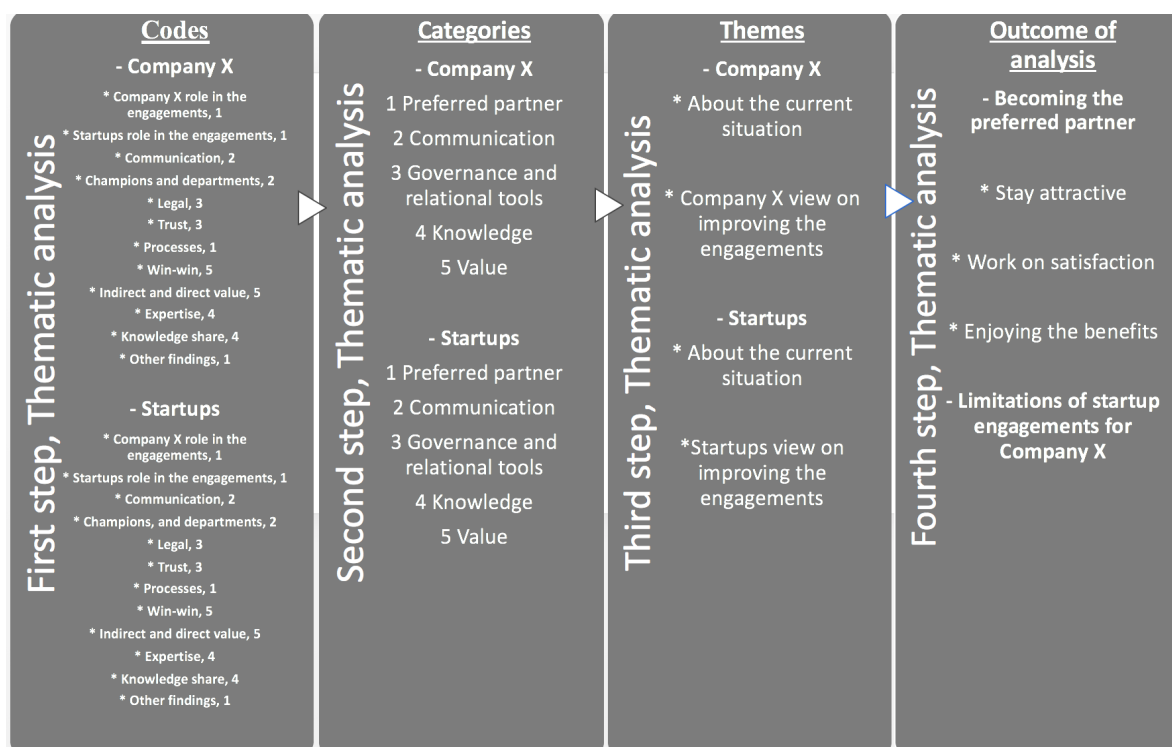 First step, Thematic analysis
Codes
- Company X
* Company X role in the
engagements, 1
* Startups role in the engagements, 1
* Communication, 2
* Champions and departments, 2
* Legal, 3
* Trust, 3
* Processes, 1
* Win-win, 5
* Indirect and direct value, 5
* Expertise, 4
* Knowledge share, 4
* Other findings, 1
- Startups
* Company X role in the
engagements, 1
* Startups role in the engagements, 1
* Communication, 2
* Champions, and departments, 2
* Legal, 3
* Trust, 3
* Processes, 1
* Win-win, 5
* Indirect and direct value, 5
* Expertise, 4
* Knowledge share, 4
* Other findings, 1
Second step, Thematic analysis
Categories
- Company X
1 Preferred partner
2 Communication
3 Governance and
relational tools
4 Knowledge
5 Value
- Startups
1 Preferred partner
2 Communication
3 Governance and
relational tools
4 Knowledge
5 Value
Third step, Thematic analysis
Themes
- Company X
* About the current
situation
* Company X view on
improving the
engagements
- Startups
* About the current
situation
*Startups view on
improving the
engagements
Fourth step, Thematic analysis
Outcome of
analysis
- Becoming the
preferred partner
* Stay attractive
* Work on satisfaction
* Enjoying the benefits
- Limitations of startup
engagements for
Company X